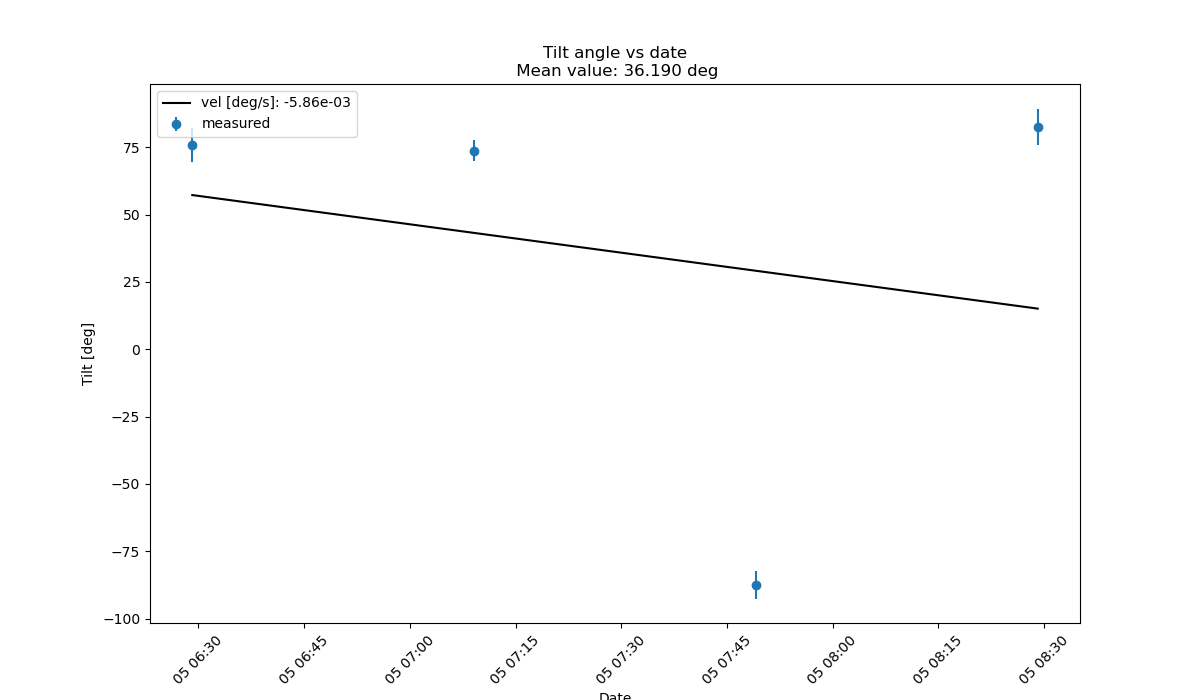 Tilt angle vs date
Mean value: 36.190 deg
vel [deg/s]: -5.86e-03
measured
Tilt [deg]
75
50
25
0
−25
−50
−75
−100
05 06:30
05 06:45
05 07:00
05 07:15
05 07:30
05 07:45
05 08:00
05 08:15
05 08:30
Date